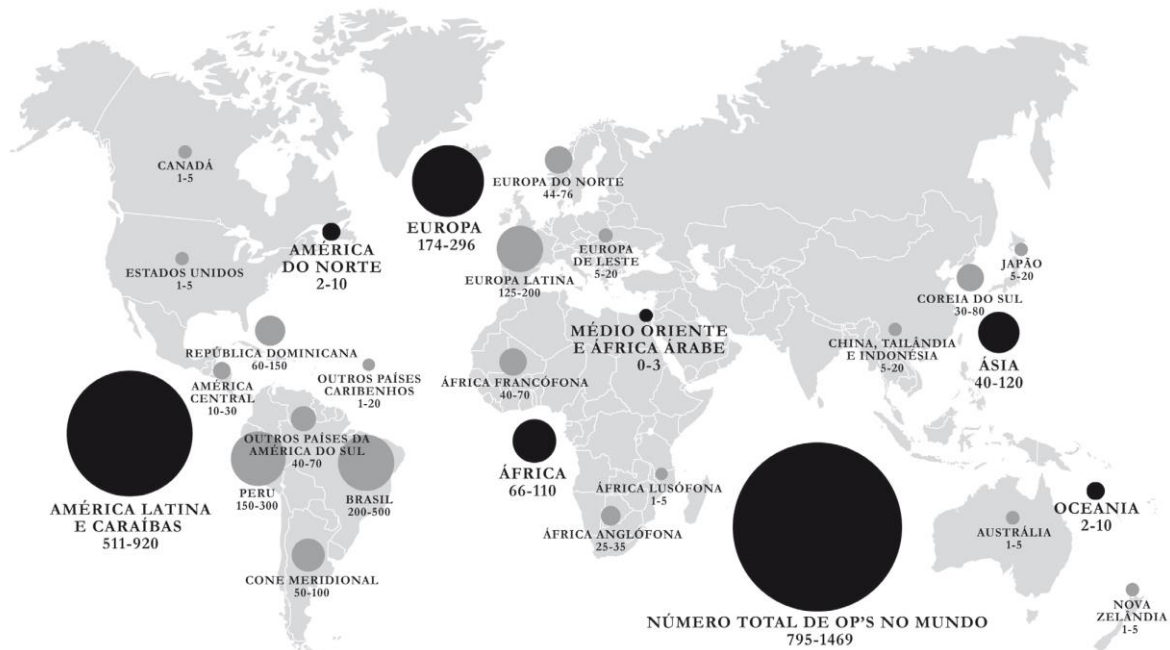 CANADÁ
1-5
ESTADOS UNIDOS
1-5
AMÉRICA
DO NORTE
2-10
EUROPA
174-296
EUROPA DO NORTE
44-76
EUROPA LATINA
125-200
EUROPA
DE LESTE
5-20
MÉDIO ORIENTE
E ÁFRICA ÁRABE
0-3
JAPÃO
5-20
COREIA DO SUL
30-80
CHINA, TAILÂNDIA
E INDONÉSIA
5-20
ÁSIA
40-120
REPÚBLICA DOMINICANA
60-150
AMÉRICA
CENTRAL
10-30
OUTROS PAÍSES
CARIBENHOS
1-20
OUTROS PAÍSES DA
AMÉRICA DO SUL
40-70
PERU
150-300
BRASIL
200-500
CONE MERIDIONAL
50-100
AMÉRICA LATINA
E CARAÍBAS
511-920
ÁFRICA FRANCÓFONA
40-70
ÁFRICA
66-110
ÁFRICA LUSÓFONA
1-5
ÁFRICA ANGLÓFONA
25-35
OCEANIA
2-10
AUSTRÁLIA
1-5
NOVA
ZELÂNDIA
1-5
NÚMERO TOTAL DE OP'S NO MUNDO
795-1469